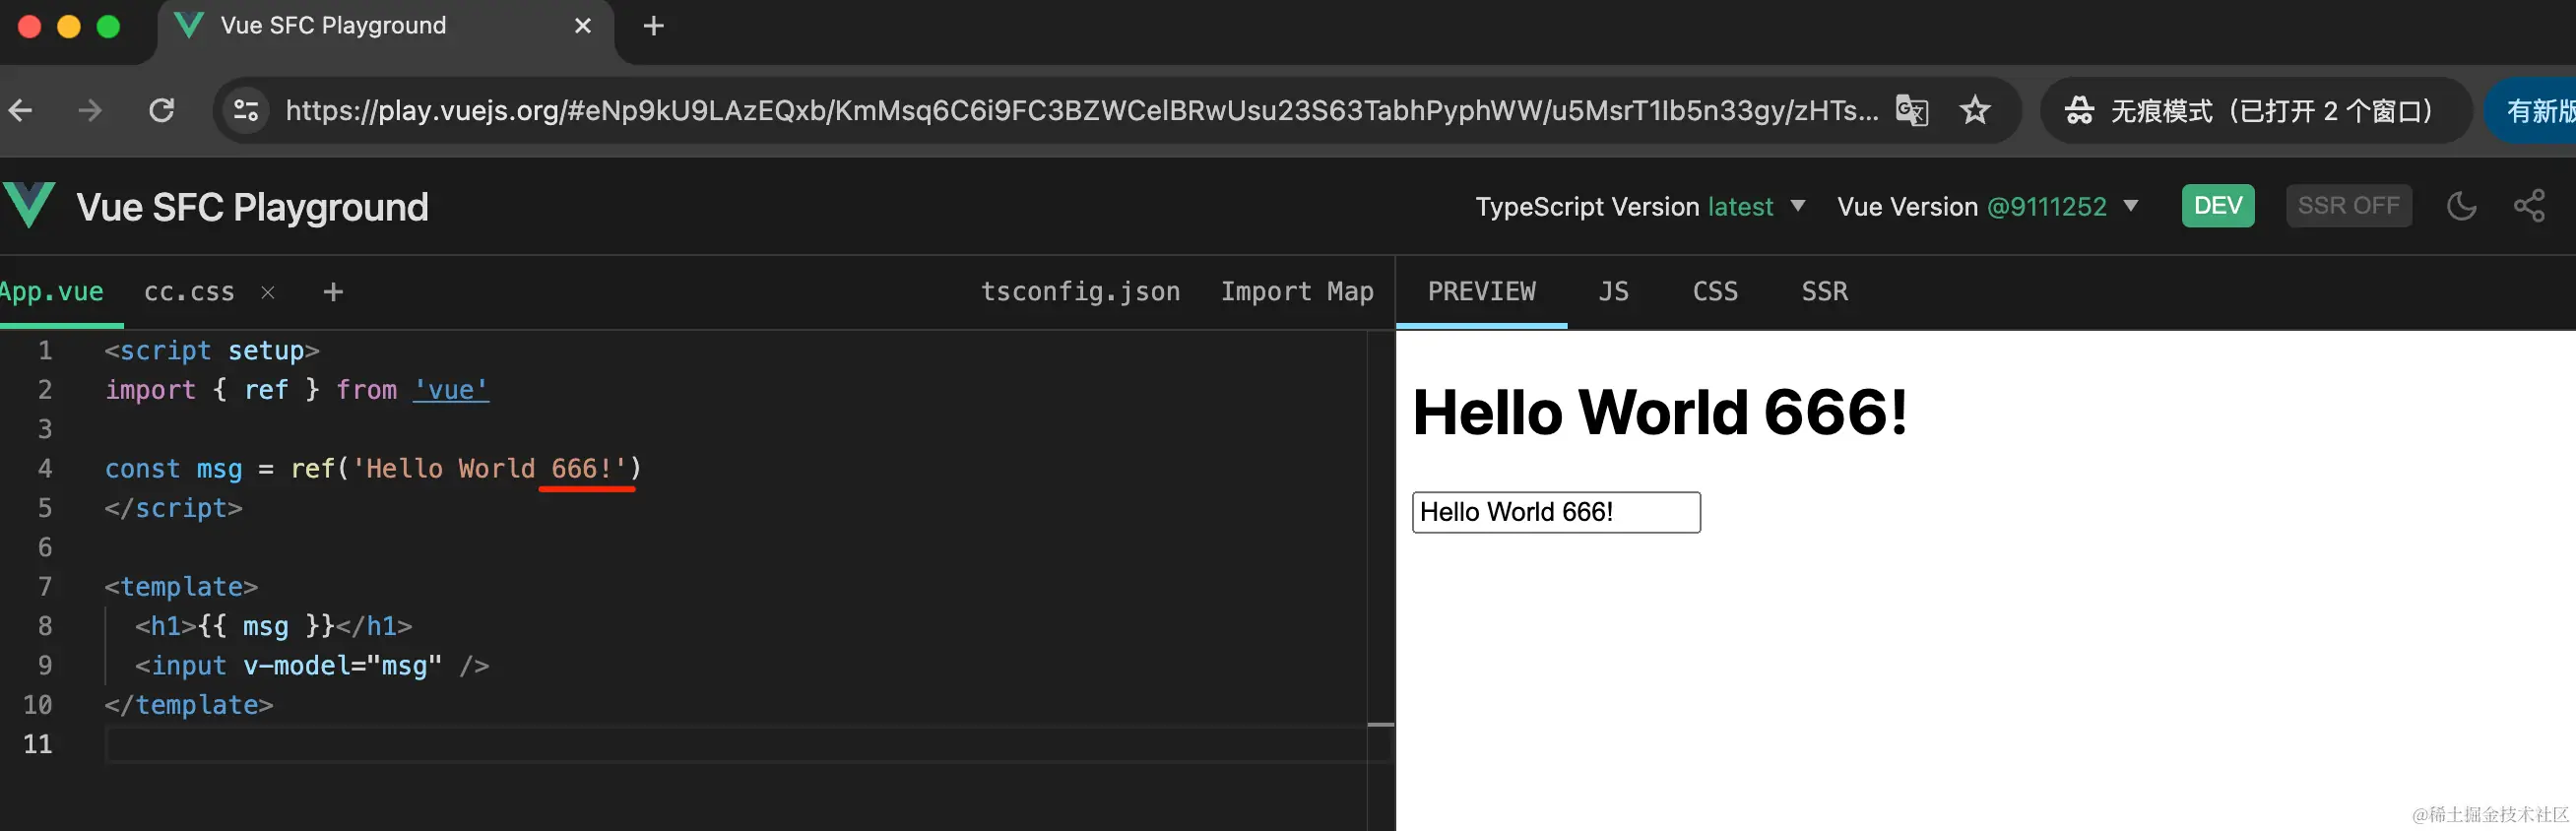 Vue SFC Playground
https://play.vuejs.org/#eNp9kU9LAzEQxb/KmMsq6C6i9FC3BZWCelBRwUsu23S63TabhPyphWW/u5MsrT1Ib5n33gy/zHTs...
无痕模式（已打开 2 个窗口）
有新版
Vue SFC Playground
TypeScript Version latest
Vue Version @9111252
DEV
SSR OFF
App.vue
cc.css
tsconfig.json
Import Map
PREVIEW
JS
CSS
SSR
1 <script setup>
2 import { ref } from 'vue'
3
4 const msg = ref('Hello World 666!')
5 </script>
6
7 <template>
8 <h1>{{ msg }}</h1>
9 <input v-model="msg" />
10 </template>
11
Hello World 666!
Hello World 666!
@稀土掘金技术社区